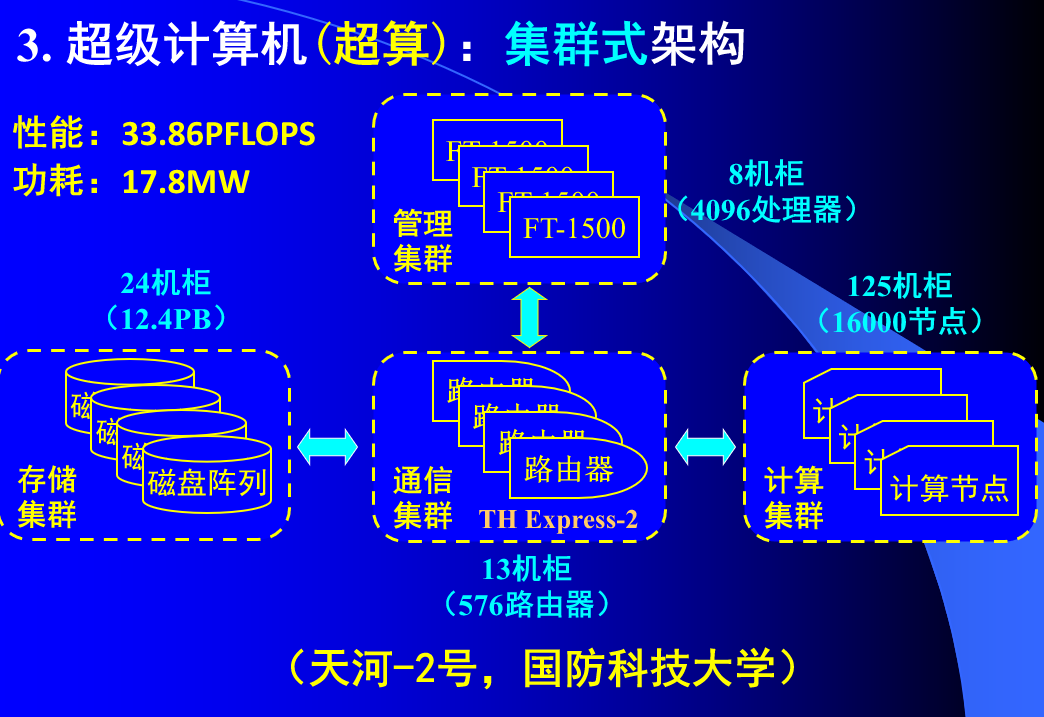 3. 超级计算机(超算)：集群式架构
性能：33.86PFLOPS
功耗：17.8MW
FT-1500
FT-1500
FT-1500
FT-1500
管理
集群
8机柜
（4096处理器）
24机柜
（12.4PB）
125机柜
（16000节点）
磁
磁
磁
磁盘阵列
存储
集群
路由器
路由器
路由器
路由器
通信
集群
TH Express-2
计
计
计
计算节点
计算
集群
13机柜
（576路由器）
（天河-2号，国防科技大学）